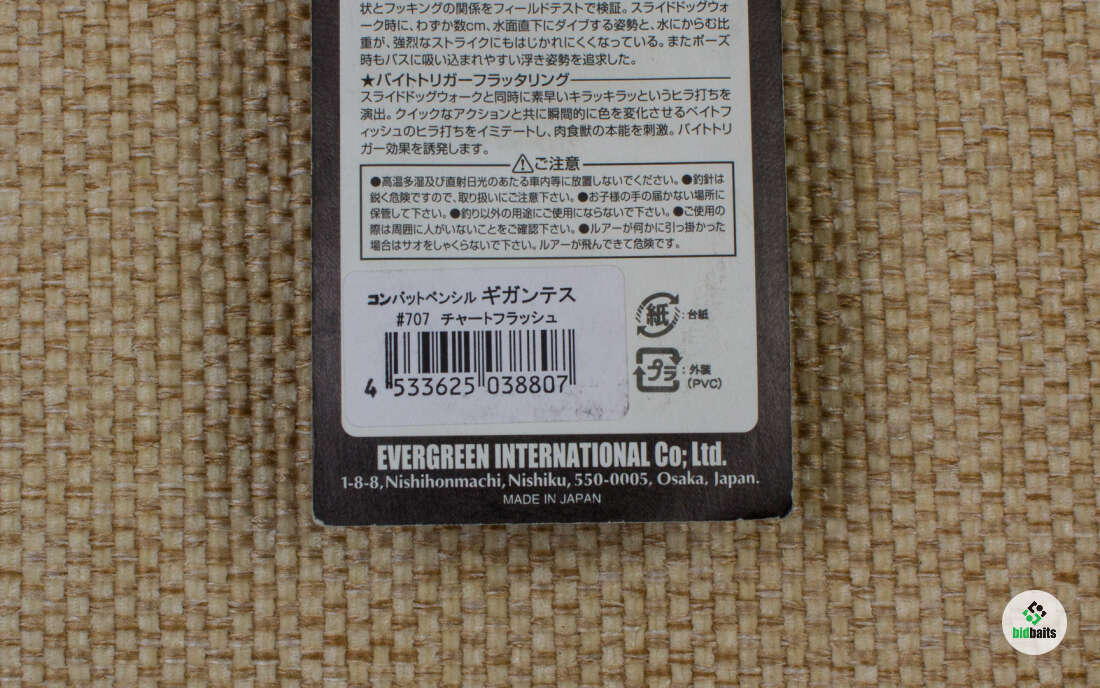 状とフッキングの関係をフィールドテストで検証。スライドドッグウォ
ーク時に、わずか数cm、水面直下にダイブする姿勢と、水にからむ比
重が、強烈なストライクにもはじかれにくくなっている。またポーズ
時もバスに吸い込まれやすい浮き姿勢を追求した。
★バイトトリガーフラッタリング
スライドドッグウォークと同時に素早いキラッキラッというヒラ打ちを
演出。クイックなアクションと共に瞬間的に色を変化させるベイトフ
ィッシュのヒラ打ちをイミテートし、肉食獣の本能を刺激。バイトトリ
ガー効果を誘発します。
⚠ご注意
●高温多湿及び直射日光のあたる車内等に放置しないでください。●釣針は
鋭く危険ですので、取り扱いにご注意下さい。●お子様の手の届かない場所に
保管して下さい。●釣り以外の用途にご使用にならないで下さい。●ご使用の
際は周囲に人がいないことをご確認下さい。●ルアーが何かに引っ掛かった
場合はサオをしゃくらないで下さい。ルアーが飛んできて危険です。
コンバットペンシル ギガンテス
#707 チャートフラッシュ
4 533625 038807
紙:台紙
プラ:外装
(PVC)
EVERGREEN INTERNATIONAL Co; Ltd.
1-8-8,Nishihonmachi,Nishiku,550-0005, Osaka, Japan.
MADE IN JAPAN
bidbaits